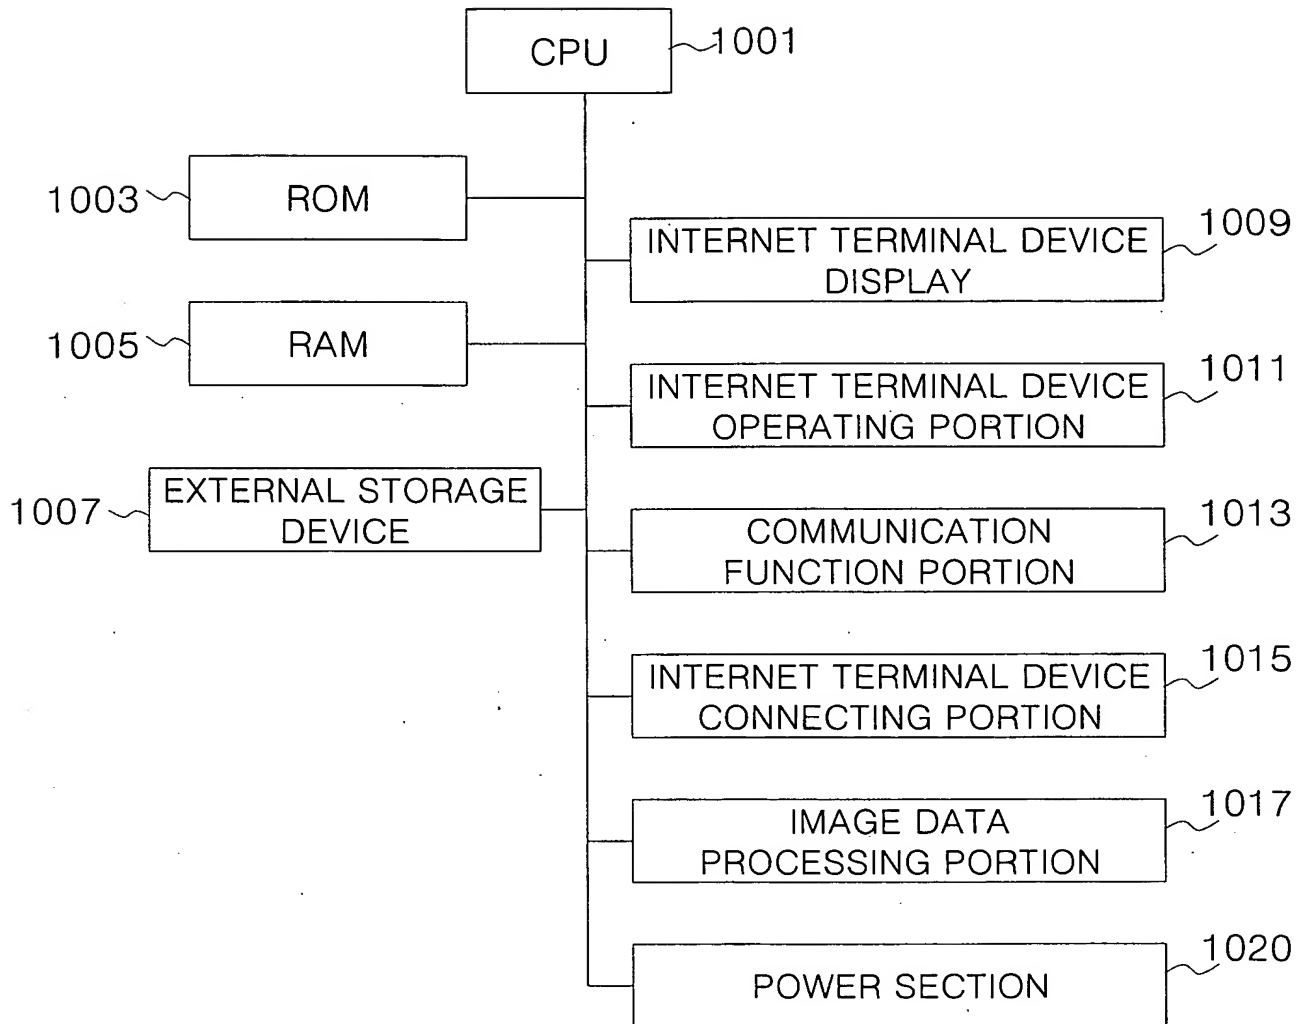 CPU
1001
1003
ROM
INTERNET TERMINAL DEVICE
DISPLAY
1009
1005
RAM
INTERNET TERMINAL DEVICE
OPERATING PORTION
1011
1007
EXTERNAL STORAGE
DEVICE
COMMUNICATION
FUNCTION PORTION
1013
INTERNET TERMINAL DEVICE
CONNECTING PORTION
1015
IMAGE DATA
PROCESSING PORTION
1017
POWER SECTION
1020